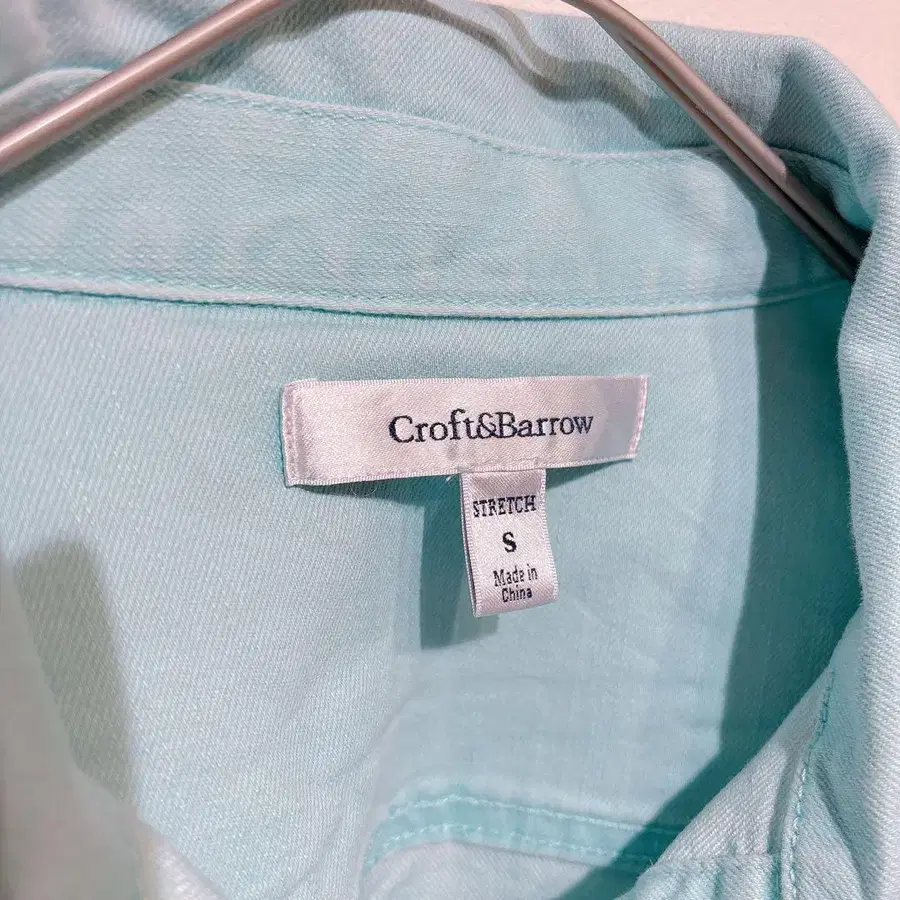 Croft&Barrow
STRETCH
S
Made in
China